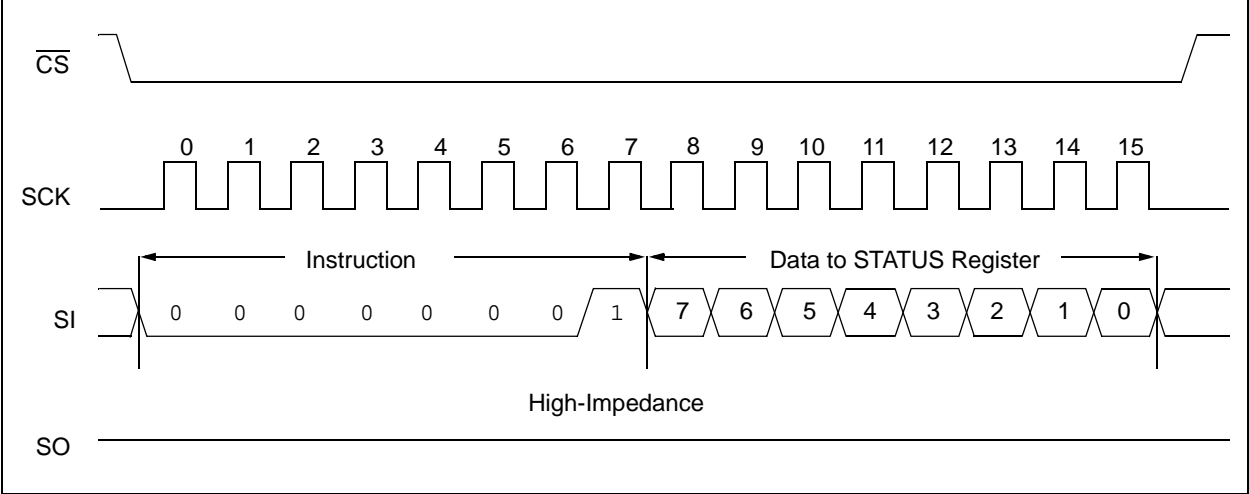 CS
0 1 2 3 4 5 6 7 8 9 10 11 12 13 14 15
SCK
Instruction Data to STATUS Register
SI 0 0 0 0 0 0 0 1 7 6 5 4 3 2 1 0
High-Impedance
SO